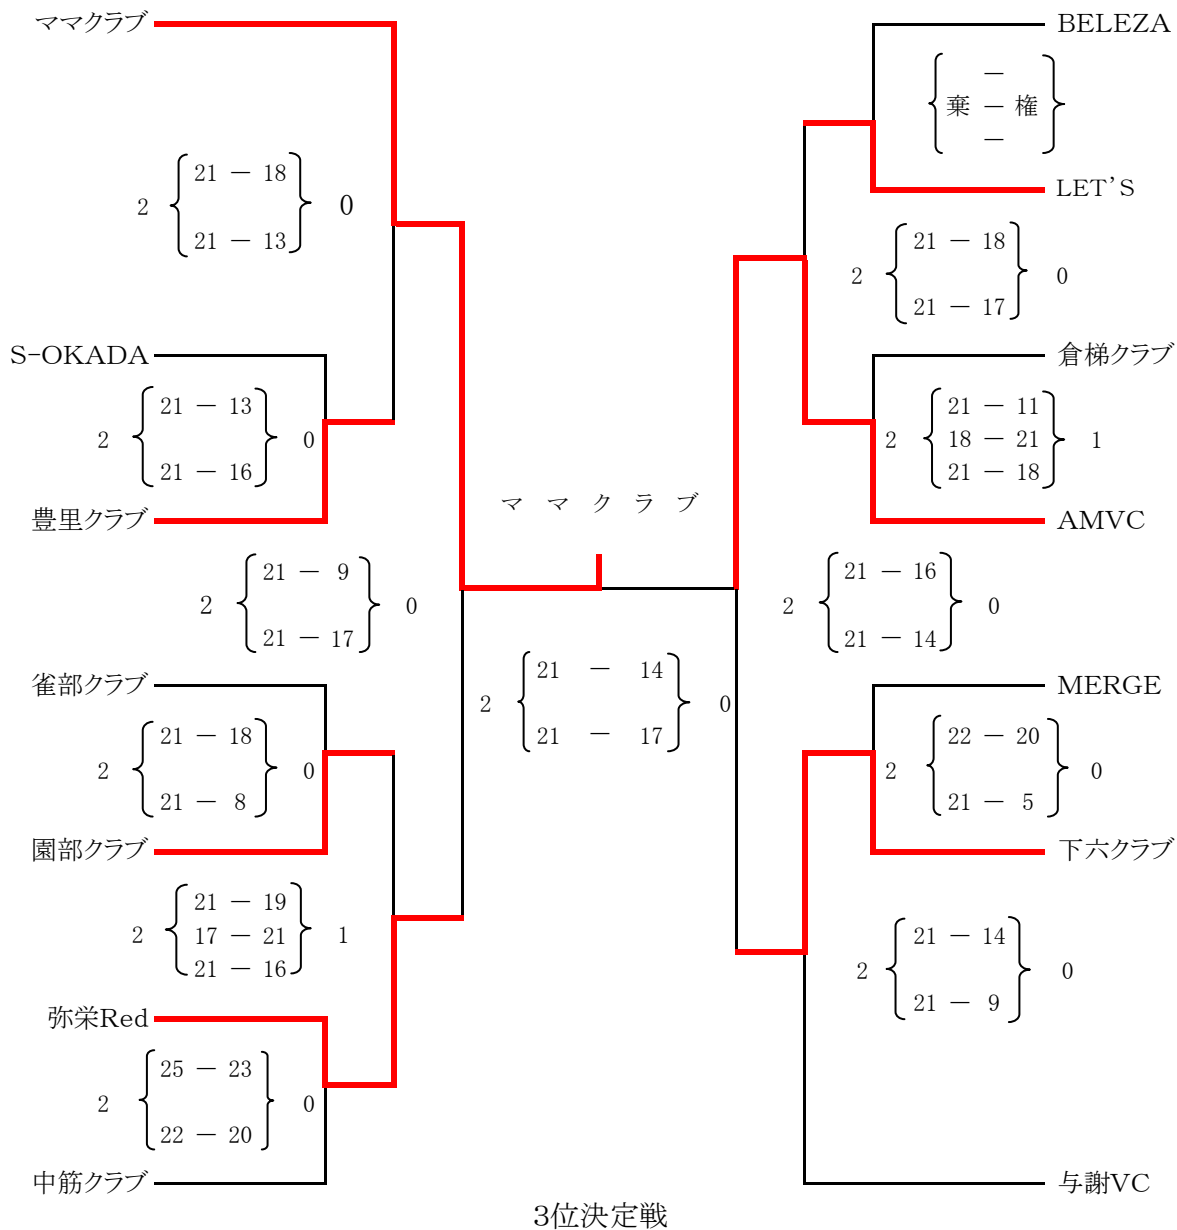 ママクラブ
BELEZA
―
棄 ― 権
―
21 ― 18
2 0
21 ― 13
LET'S
21 ― 18
2 0
21 ― 17
S-OKADA
倉梯クラブ
21 ― 13
2 0
21 ― 16
21 ― 11
2 18 ― 21 1
21 ― 18
豊里クラブ
ママクラブ
AMVC
21 ― 9
2 0
21 ― 17
21 ― 16
2 0
21 ― 14
21 ― 14
2 0
21 ― 17
雀部クラブ
MERGE
21 ― 18
2 0
21 ― 8
22 ― 20
2 0
21 ― 5
園部クラブ
下六クラブ
21 ― 19
2 17 ― 21 1
21 ― 16
21 ― 14
2 0
21 ― 9
弥栄Red
25 ― 23
2 0
22 ― 20
中筋クラブ
与謝VC
3位決定戦